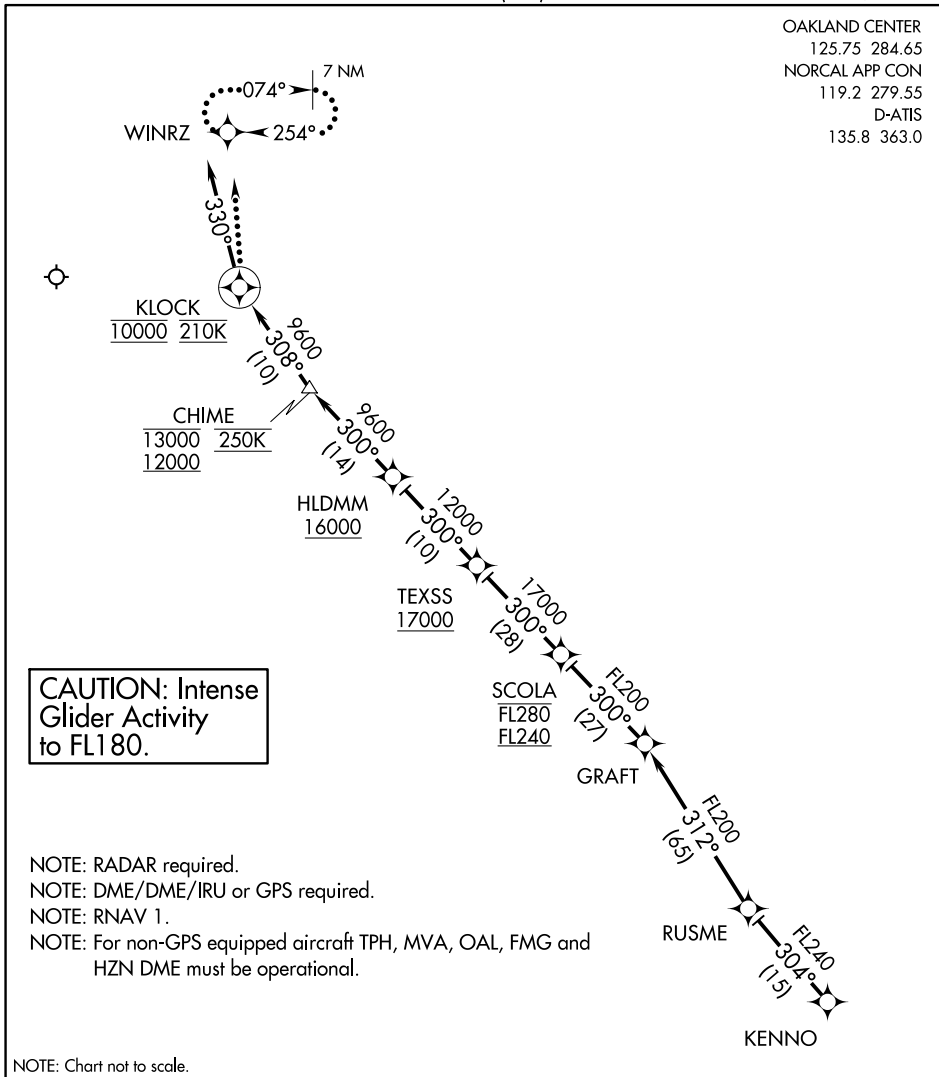 OAKLAND CENTER
125.75 284.65
NORCAL APP CON
119.2 279.55
D-ATIS
135.8 363.0
7 NM
074°
WINRZ
254°
330°
KLOCK
10000 210K
9600
308°
(10)
CHIME
13000 250K
12000
9600
300°
(14)
HLDMM
16000
12000
300°
(10)
TEXSS
17000
17000
300°
(28)
SCOLA
FL280
FL240
FL200
300°
(27)
GRAFT
CAUTION: Intense
Glider Activity
to FL180.
FL200
312°
(65)
RUSME
FL240
304°
(15)
KENNO
NOTE: RADAR required.
NOTE: DME/DME/IRU or GPS required.
NOTE: RNAV 1.
NOTE: For non-GPS equipped aircraft TPH, MVA, OAL, FMG and
HZN DME must be operational.
NOTE: Chart not to scale.